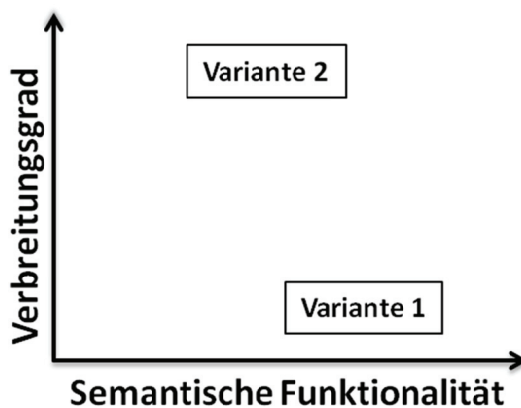 Variante 2
Verbreitungsgrad
Variante 1
Semantische Funktionalität